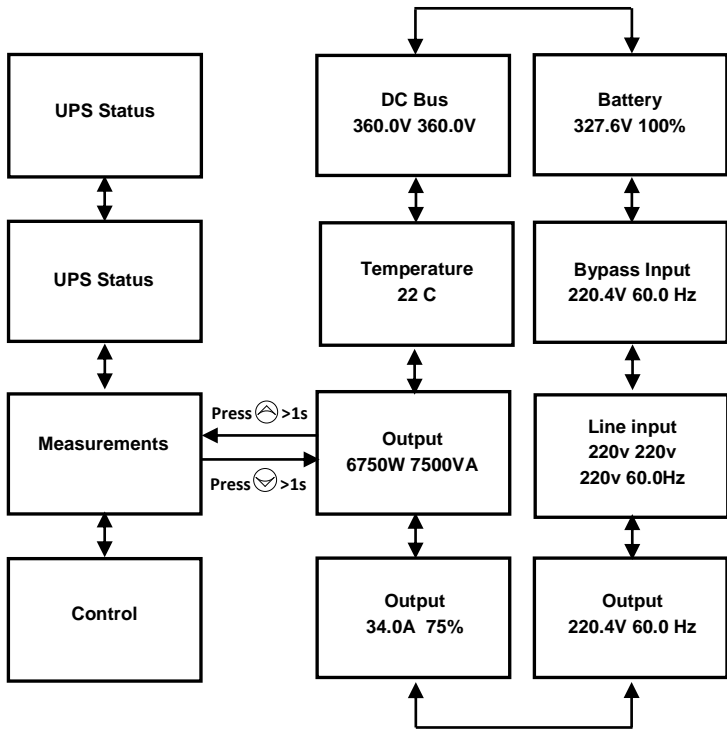 UPS Status
UPS Status
Measurements
Control
Press >1s
Press >1s
DC Bus
360.0V 360.0V
Temperature
22 C
Output
6750W 7500VA
Output
34.0A 75%
Battery
327.6V 100%
Bypass Input
220.4V 60.0 Hz
Line input
220v 220v
220v 60.0Hz
Output
220.4V 60.0 Hz